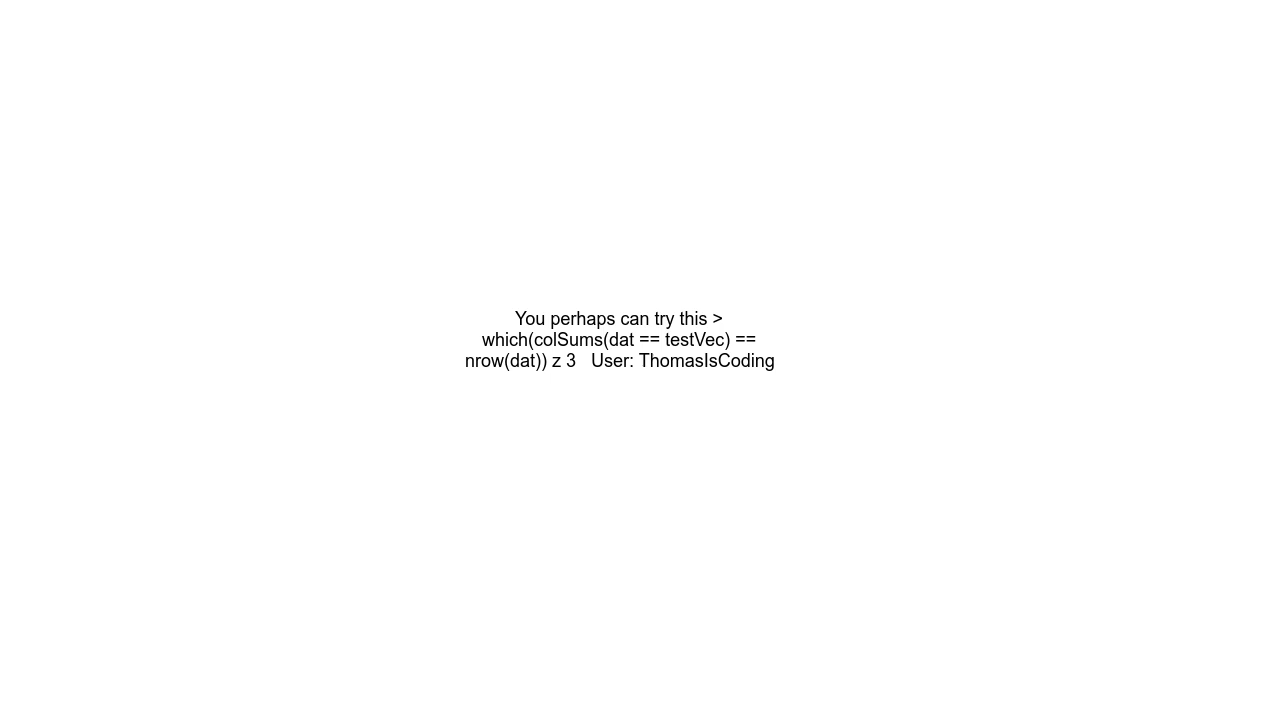 You perhaps can try this >
which(colSums(dat == testVec) ==
nrow(dat)) z 3   User: ThomasIsCoding